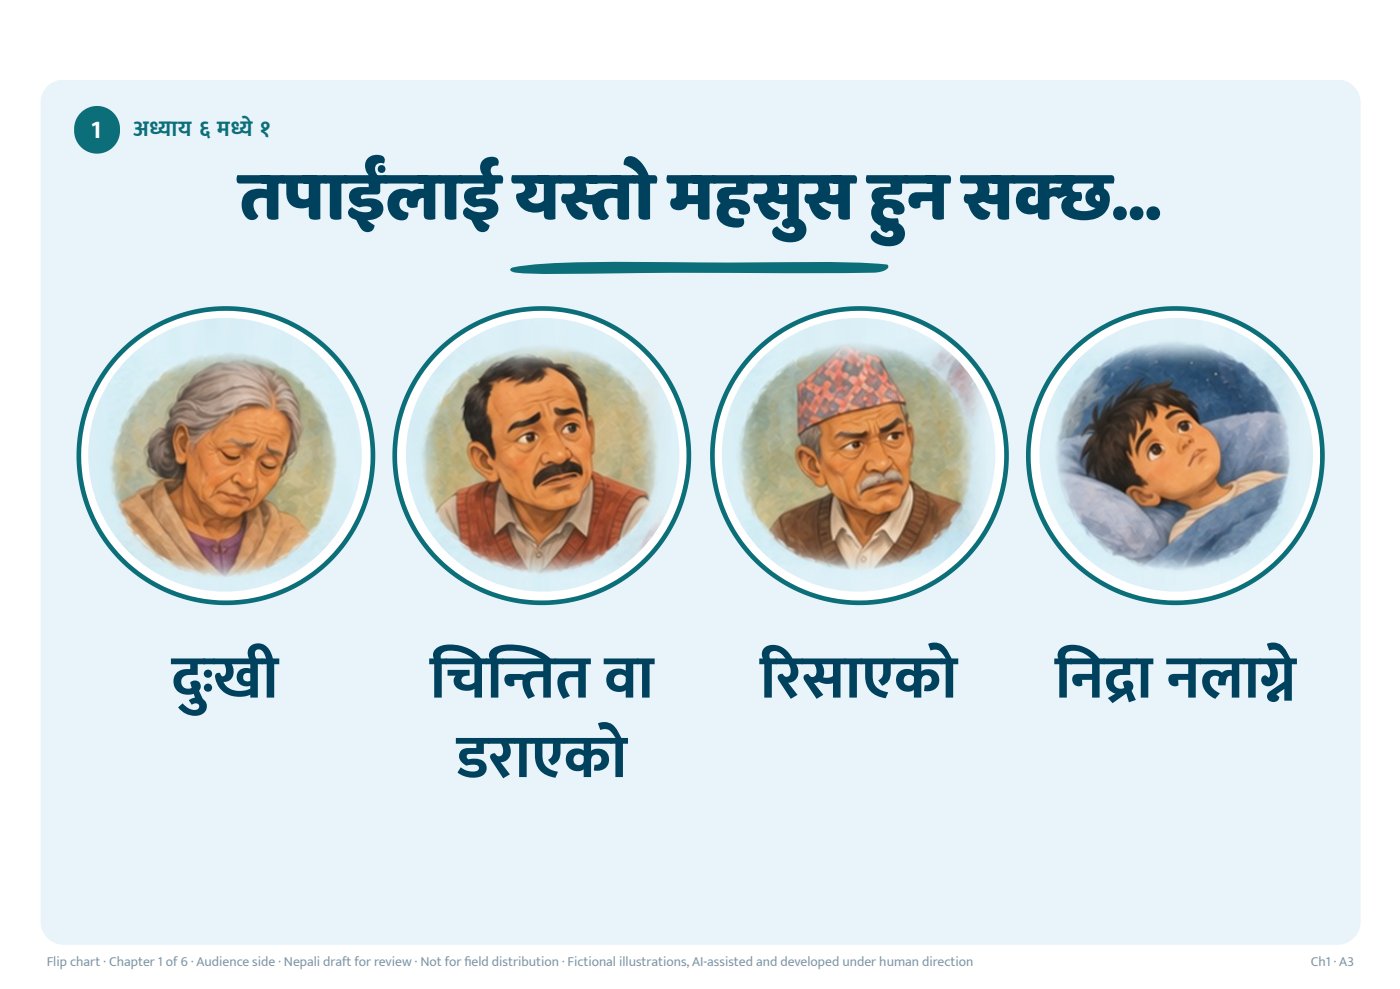 1 अध्याय ६ मध्ये १
तपाईंलाई यस्तो महसुस हुन सक्छ...
दुःखी
चिन्तित वा
डराएको
रिसाएको
निद्रा नलाग्ने
Flip chart · Chapter 1 of 6 · Audience side · Nepali draft for review · Not for field distribution · Fictional illustrations, AI-assisted and developed under human direction
Ch1 · A3